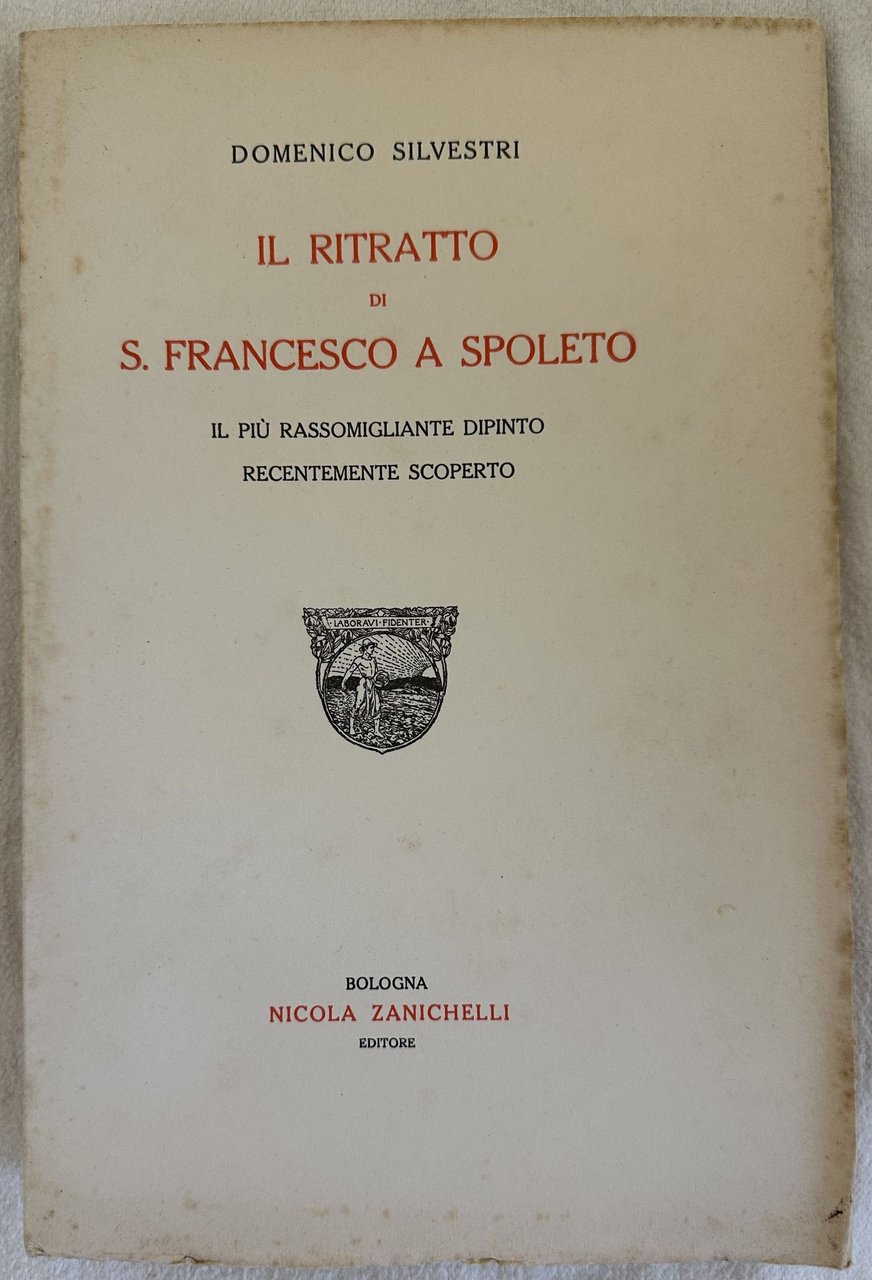 DOMENICO SILVESTRI
IL RITRATTO
DI
S. FRANCESCO A SPOLETO
IL PIÙ RASSOMIGLIANTE DIPINTO
RECENTEMENTE SCOPERTO
·LABORAVI·FIDENTER·
BOLOGNA
NICOLA ZANICHELLI
EDITORE